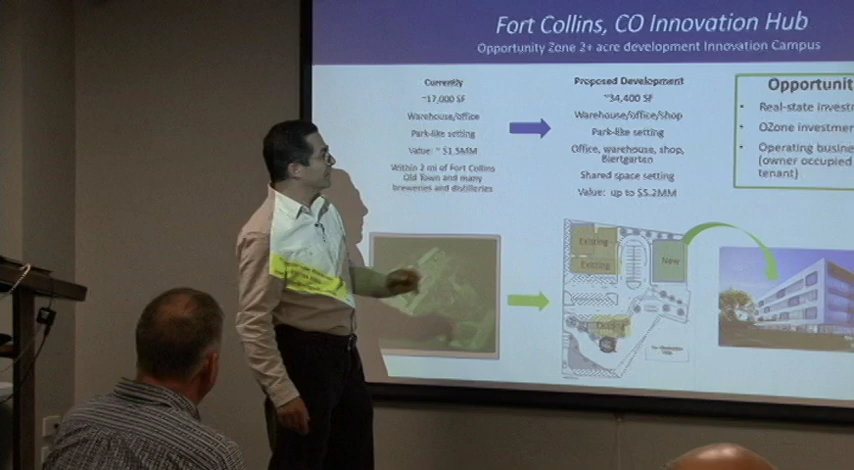 Fort Collins, CO Innovation Hub
Opportunity Zone 2+ acre development Innovation Campus
Currently
~17,000 SF
Warehouse/office
Park-like setting
Value: ~ $1.5MM
Within 2 mi of Fort Collins
Old Town and many
breweries and distilleries
Proposed Development
~34,400 SF
Warehouse/office/shop
Park-like setting
Office, warehouse, shop,
Biertgarten
Shared space setting
Value: up to $5.2MM
Opportunit
• Real-state invest
• OZone investmen
• Operating busine
(owner occupied
tenant)
Existing
Existing
New